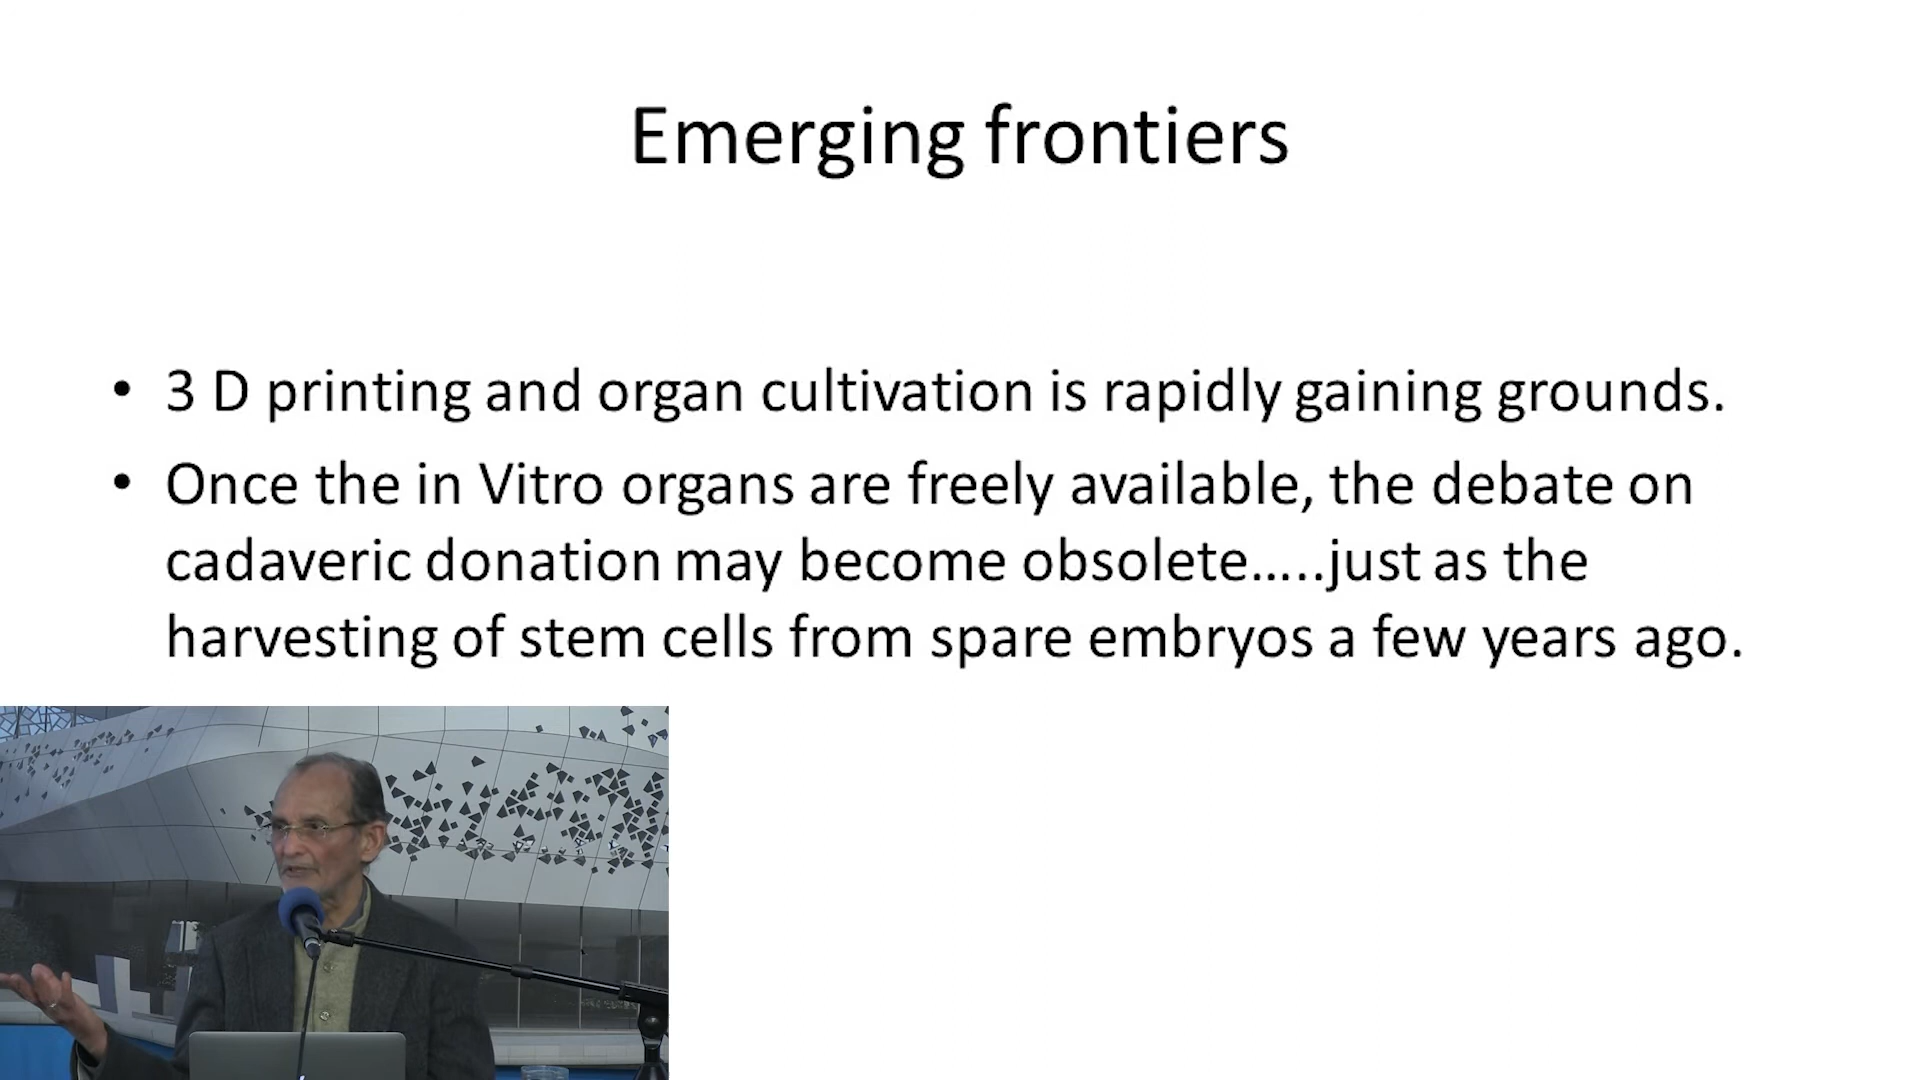 Emerging frontiers
• 3 D printing and organ cultivation is rapidly gaining grounds.
• Once the in Vitro organs are freely available, the debate on
cadaveric donation may become obsolete…..just as the
harvesting of stem cells from spare embryos a few years ago.